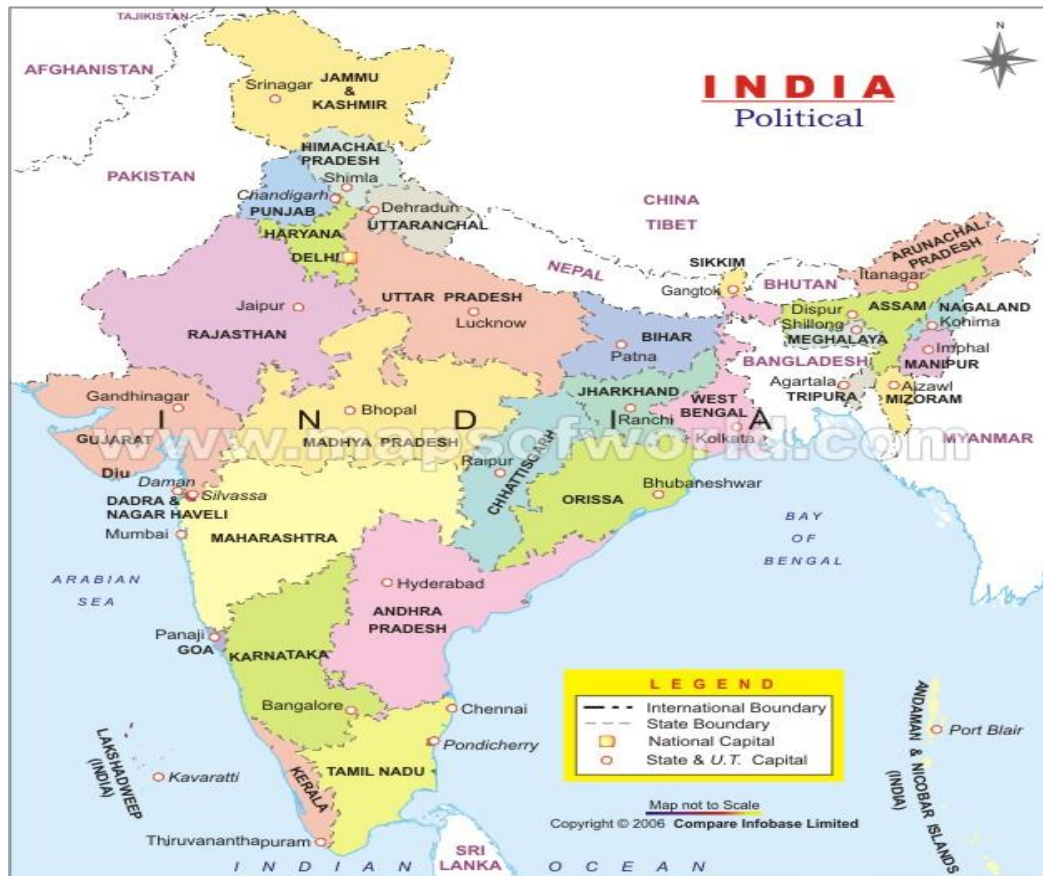 TAJIKISTAN
AFGHANISTAN
PAKISTAN
N
INDIA
Political
CHINA
TIBET
NEPAL
BHUTAN
BANGLADESH
MYANMAR
Srinagar
JAMMU
&
KASHMIR
HIMACHAL
PRADESH
Shimla
Chandigarh
PUNJAB
Dehradun
UTTARANCHAL
HARYANA
DELHI
Jaipur
RAJASTHAN
UTTAR PRADESH
Lucknow
SIKKIM
Gangtok
ARUNACHAL
PRADESH
Itanagar
Dispur
ASSAM
NAGALAND
Shillong
Kohima
MEGHALAYA
Imphal
MANIPUR
Agartala
TRIPURA
Aizawl
MIZORAM
BIHAR
Patna
JHARKHAND
Ranchi
WEST
BENGAL
Kolkata
Gandhinagar
GUJARAT
Diu
INDIA
Bhopal
MADHYA PRADESH
www.mapsofworld.com
Raipur
CHHATTISGARH
ORISSA
Bhubaneshwar
Daman
Silvassa
DADRA &
NAGAR HAVELI
Mumbai
MAHARASHTRA
ARABIAN
SEA
BAY
OF
BENGAL
Hyderabad
ANDHRA
PRADESH
Panaji
GOA
KARNATAKA
Bangalore
Chennai
Pondicherry
TAMIL NADU
KERALA
Thiruvananthapuram
LAKSHADWEEP
(INDIA)
Kavaratti
ANDAMAN & NICOBAR ISLANDS
(INDIA)
Port Blair
LEGEND
International Boundary
State Boundary
National Capital
State & U.T. Capital
Map not to Scale
Copyright © 2006 Compare Infobase Limited
SRI
LANKA
INDIAN OCEAN